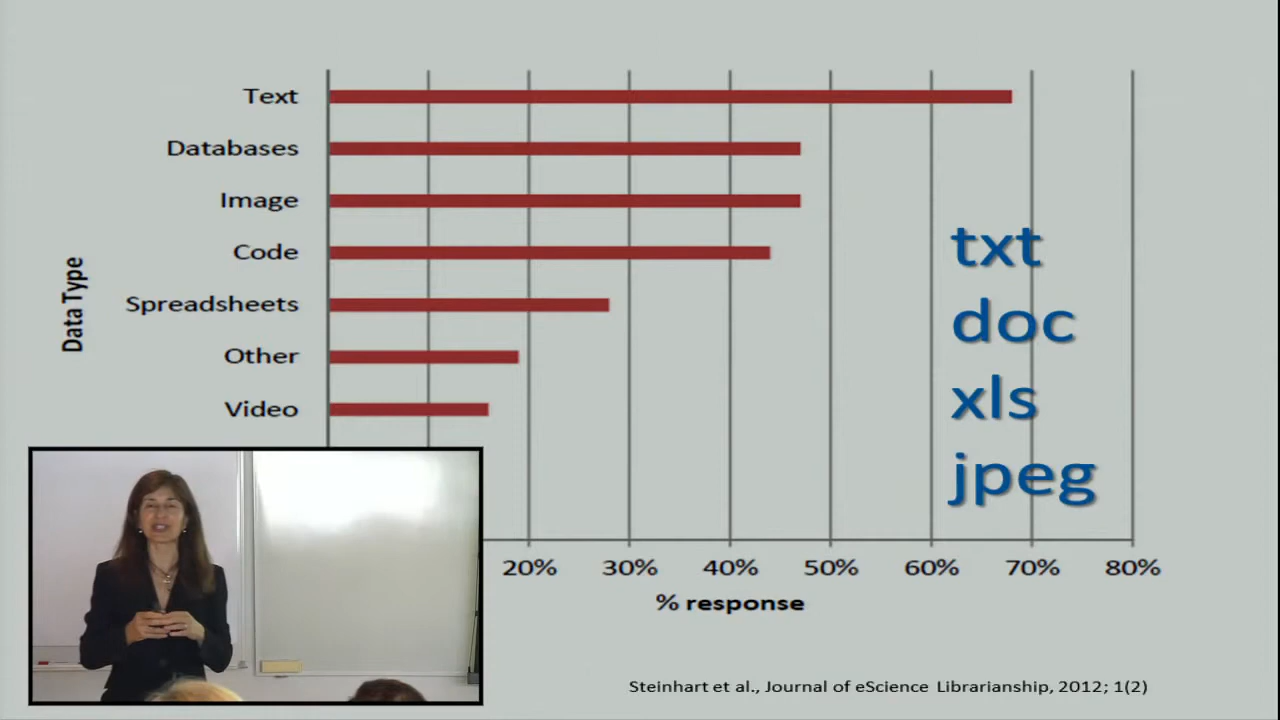 Text
Databases
Image
Code
Spreadsheets
Other
Video
Data Type
txt
doc
xls
jpeg
20% 30% 40% 50% 60% 70% 80%
% response
Steinhart et al., Journal of eScience Librarianship, 2012; 1(2)